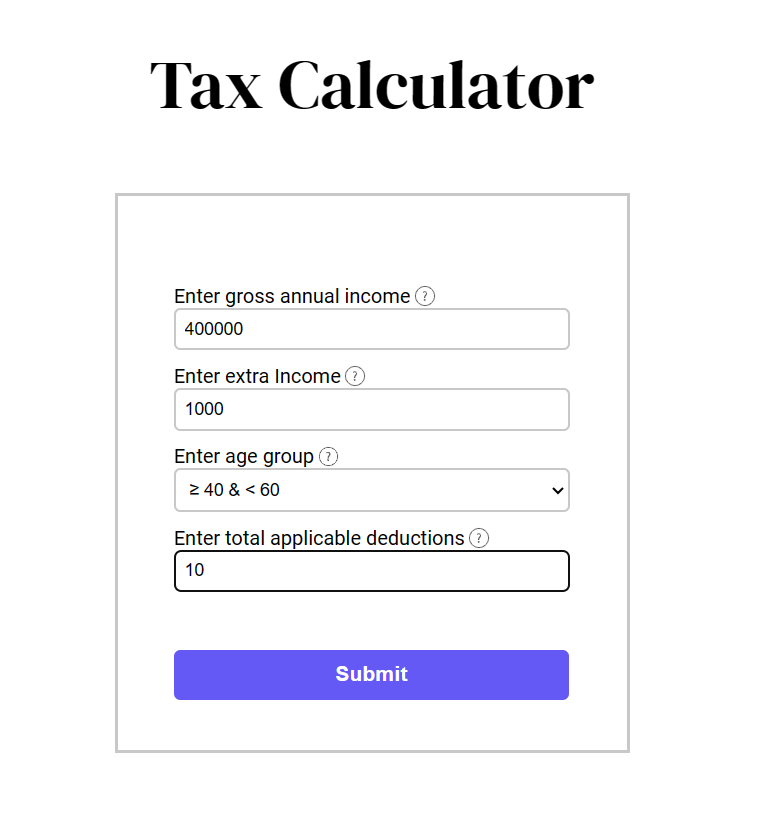 Tax Calculator
Enter gross annual income ?
400000
Enter extra Income ?
1000
Enter age group ?
≥ 40 & < 60
Enter total applicable deductions ?
10
Submit